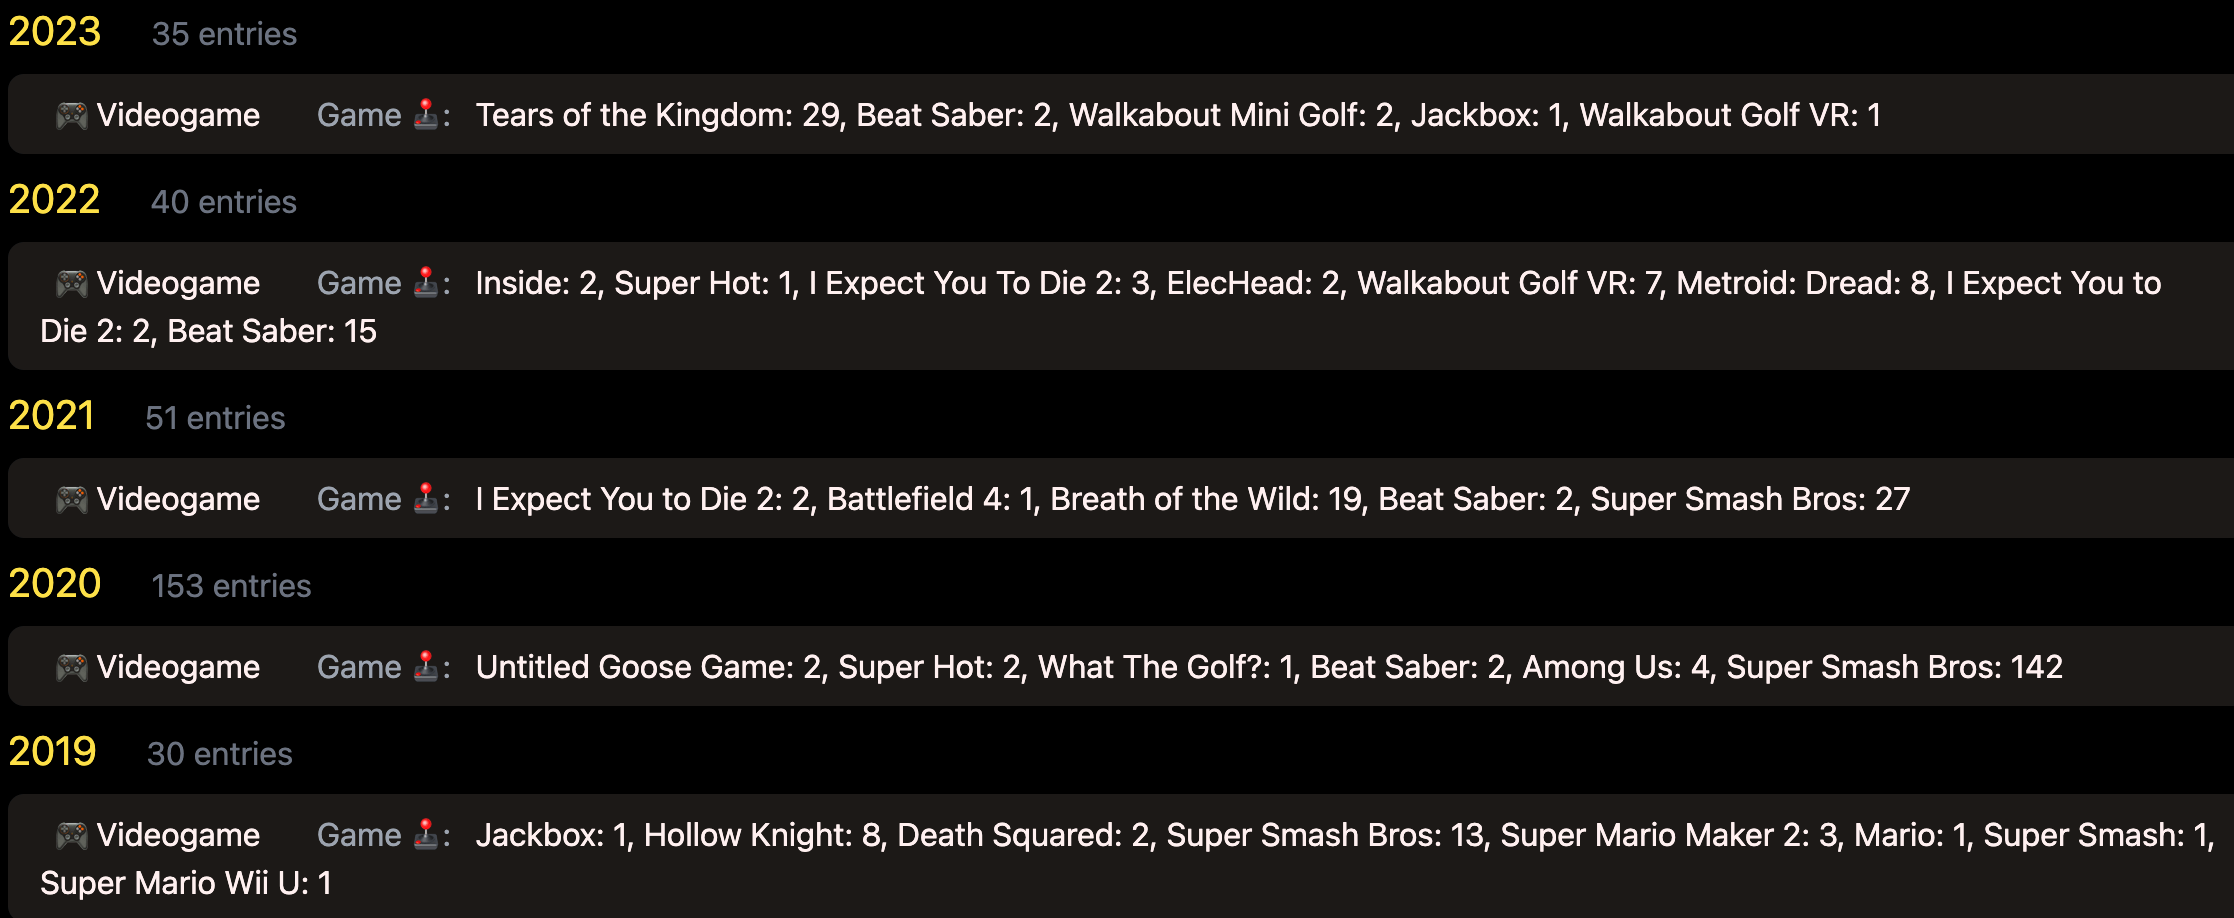 2023 35 entries
🎮 Videogame Game 🕹️: Tears of the Kingdom: 29, Beat Saber: 2, Walkabout Mini Golf: 2, Jackbox: 1, Walkabout Golf VR: 1
2022 40 entries
🎮 Videogame Game 🕹️: Inside: 2, Super Hot: 1, I Expect You To Die 2: 3, ElecHead: 2, Walkabout Golf VR: 7, Metroid: Dread: 8, I Expect You to
Die 2: 2, Beat Saber: 15
2021 51 entries
🎮 Videogame Game 🕹️: I Expect You to Die 2: 2, Battlefield 4: 1, Breath of the Wild: 19, Beat Saber: 2, Super Smash Bros: 27
2020 153 entries
🎮 Videogame Game 🕹️: Untitled Goose Game: 2, Super Hot: 2, What The Golf?: 1, Beat Saber: 2, Among Us: 4, Super Smash Bros: 142
2019 30 entries
🎮 Videogame Game 🕹️: Jackbox: 1, Hollow Knight: 8, Death Squared: 2, Super Smash Bros: 13, Super Mario Maker 2: 3, Mario: 1, Super Smash: 1,
Super Mario Wii U: 1